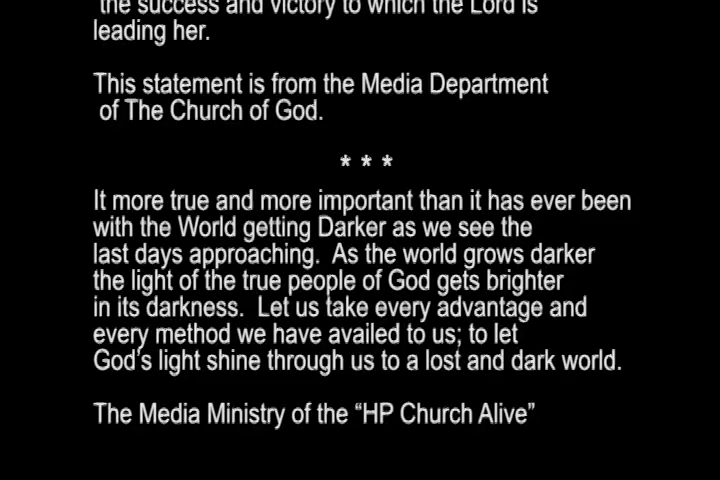 the success and victory to which the Lord is
leading her.
This statement is from the Media Department
of The Church of God.
* * *
It more true and more important than it has ever been
with the World getting Darker as we see the
last days approaching.  As the world grows darker
the light of the true people of God gets brighter
in its darkness.  Let us take every advantage and
every method we have availed to us; to let
God's light shine through us to a lost and dark world.
The Media Ministry of the “HP Church Alive”